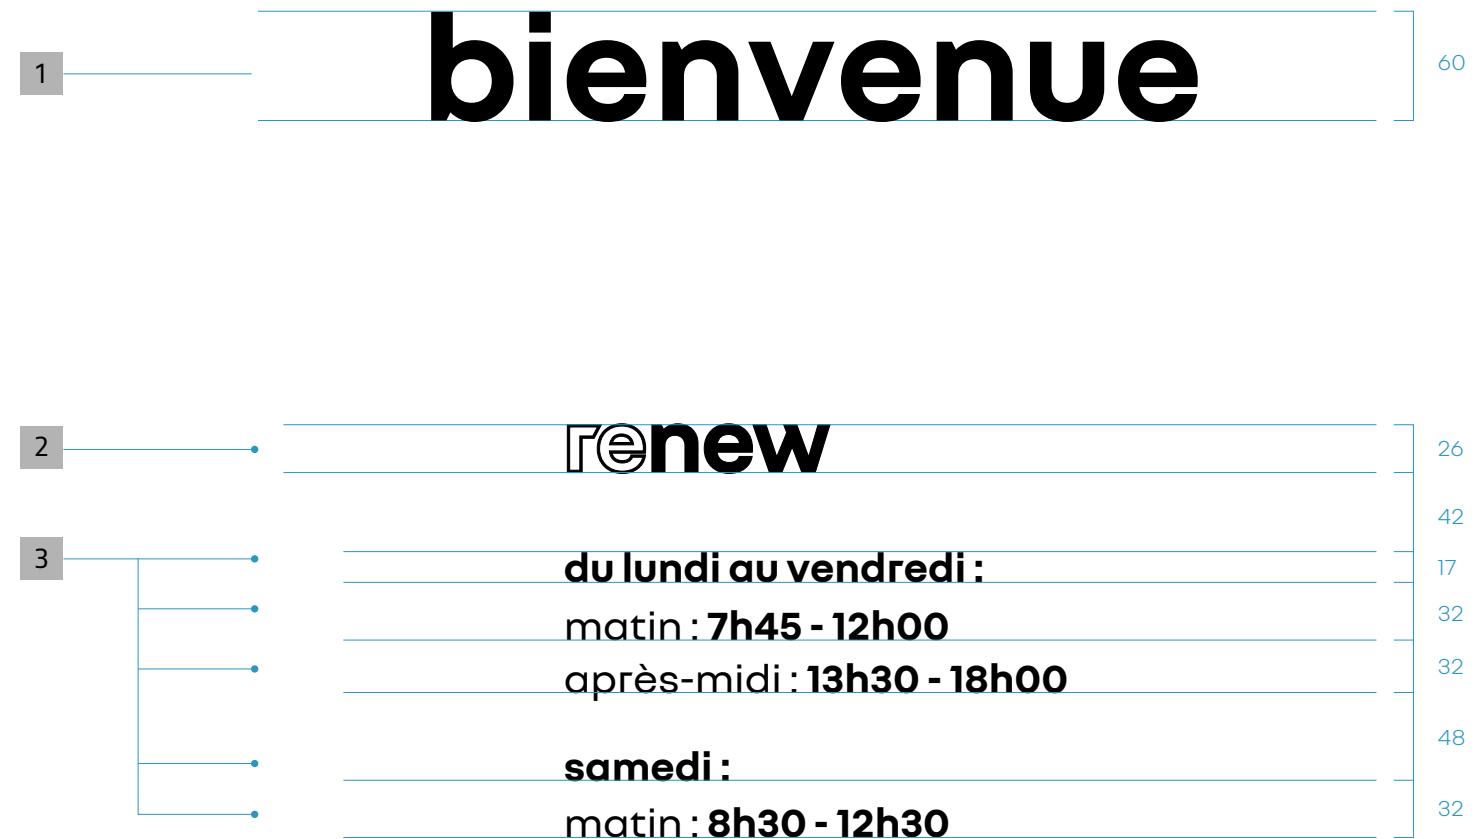 1 bienvenue 60
2 renew 26
42
3 du lundi au vendredi : 17
matin : 7h45 - 12h00 32
après-midi : 13h30 - 18h00 32
48
samedi :
matin : 8h30 - 12h30 32